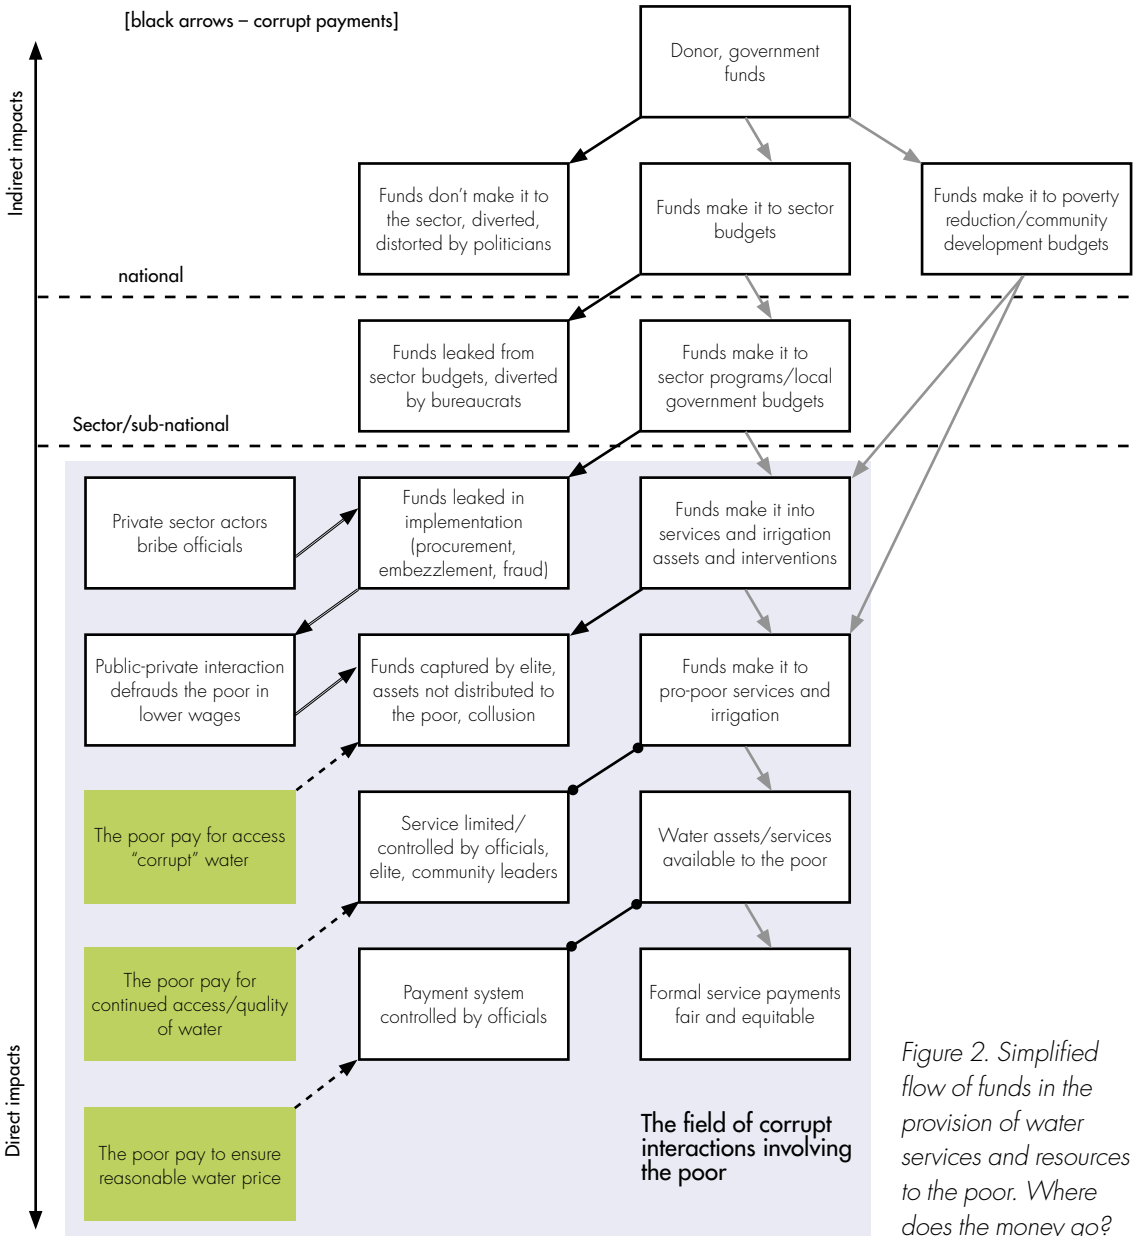 [black arrows – corrupt payments]
Indirect impacts
Donor, government
funds
Funds don’t make it to
the sector, diverted,
distorted by politicians
Funds make it to sector
budgets
Funds make it to poverty
reduction/community
development budgets
national
Funds leaked from
sector budgets, diverted
by bureaucrats
Funds make it to
sector programs/local
government budgets
Sector/sub-national
Private sector actors
bribe officials
Funds leaked in
implementation
(procurement,
embezzlement, fraud)
Funds make it into
services and irrigation
assets and interventions
Public-private interaction
defrauds the poor in
lower wages
Funds captured by elite,
assets not distributed to
the poor, collusion
Funds make it to
pro-poor services and
irrigation
The poor pay for access
“corrupt” water
Service limited/
controlled by officials,
elite, community leaders
Water assets/services
available to the poor
The poor pay for
continued access/quality
of water
Payment system
controlled by officials
Formal service payments
fair and equitable
Direct impacts
The poor pay to ensure
reasonable water price
The field of corrupt
interactions involving
the poor
Figure 2. Simplified
flow of funds in the
provision of water
services and resources
to the poor. Where
does the money go?